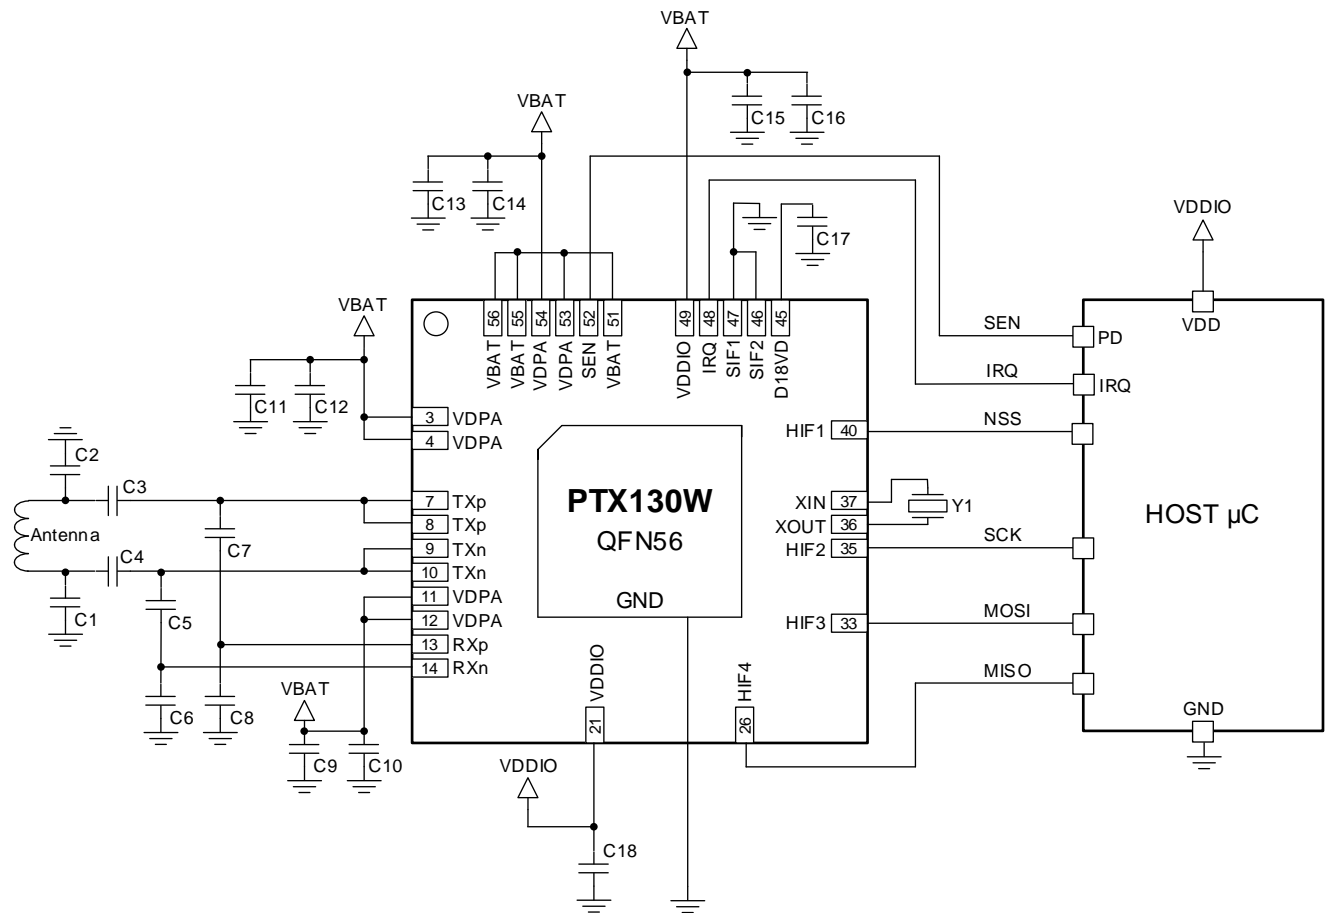 VBAT
C15
C16
VBAT
C13
C14
C17
VDDIO
VBAT
56
55
54
53
52
51
49
48
47
46
45
VBAT
VBAT
VDPA
VDPA
SEN
VBAT
VDDIO
IRQ
SIF1
SIF2
D18VD
SEN
VDD
PD
IRQ
IRQ
C11
C12
3 VDPA
4 VDPA
HIF1 40
NSS
C2
C3
PTX130W
QFN56
GND
7 TXp
8 TXp
9 TXn
10 TXn
11 VDPA
12 VDPA
13 RXp
14 RXn
XIN 37
XOUT 36
HIF2 35
Y1
SCK
HOST µC
Antenna
C7
C4
C1
C5
HIF3 33
MOSI
MISO
C6
C8
VBAT
C9
C10
VDDIO
21
HIF4
26
GND
VDDIO
C18